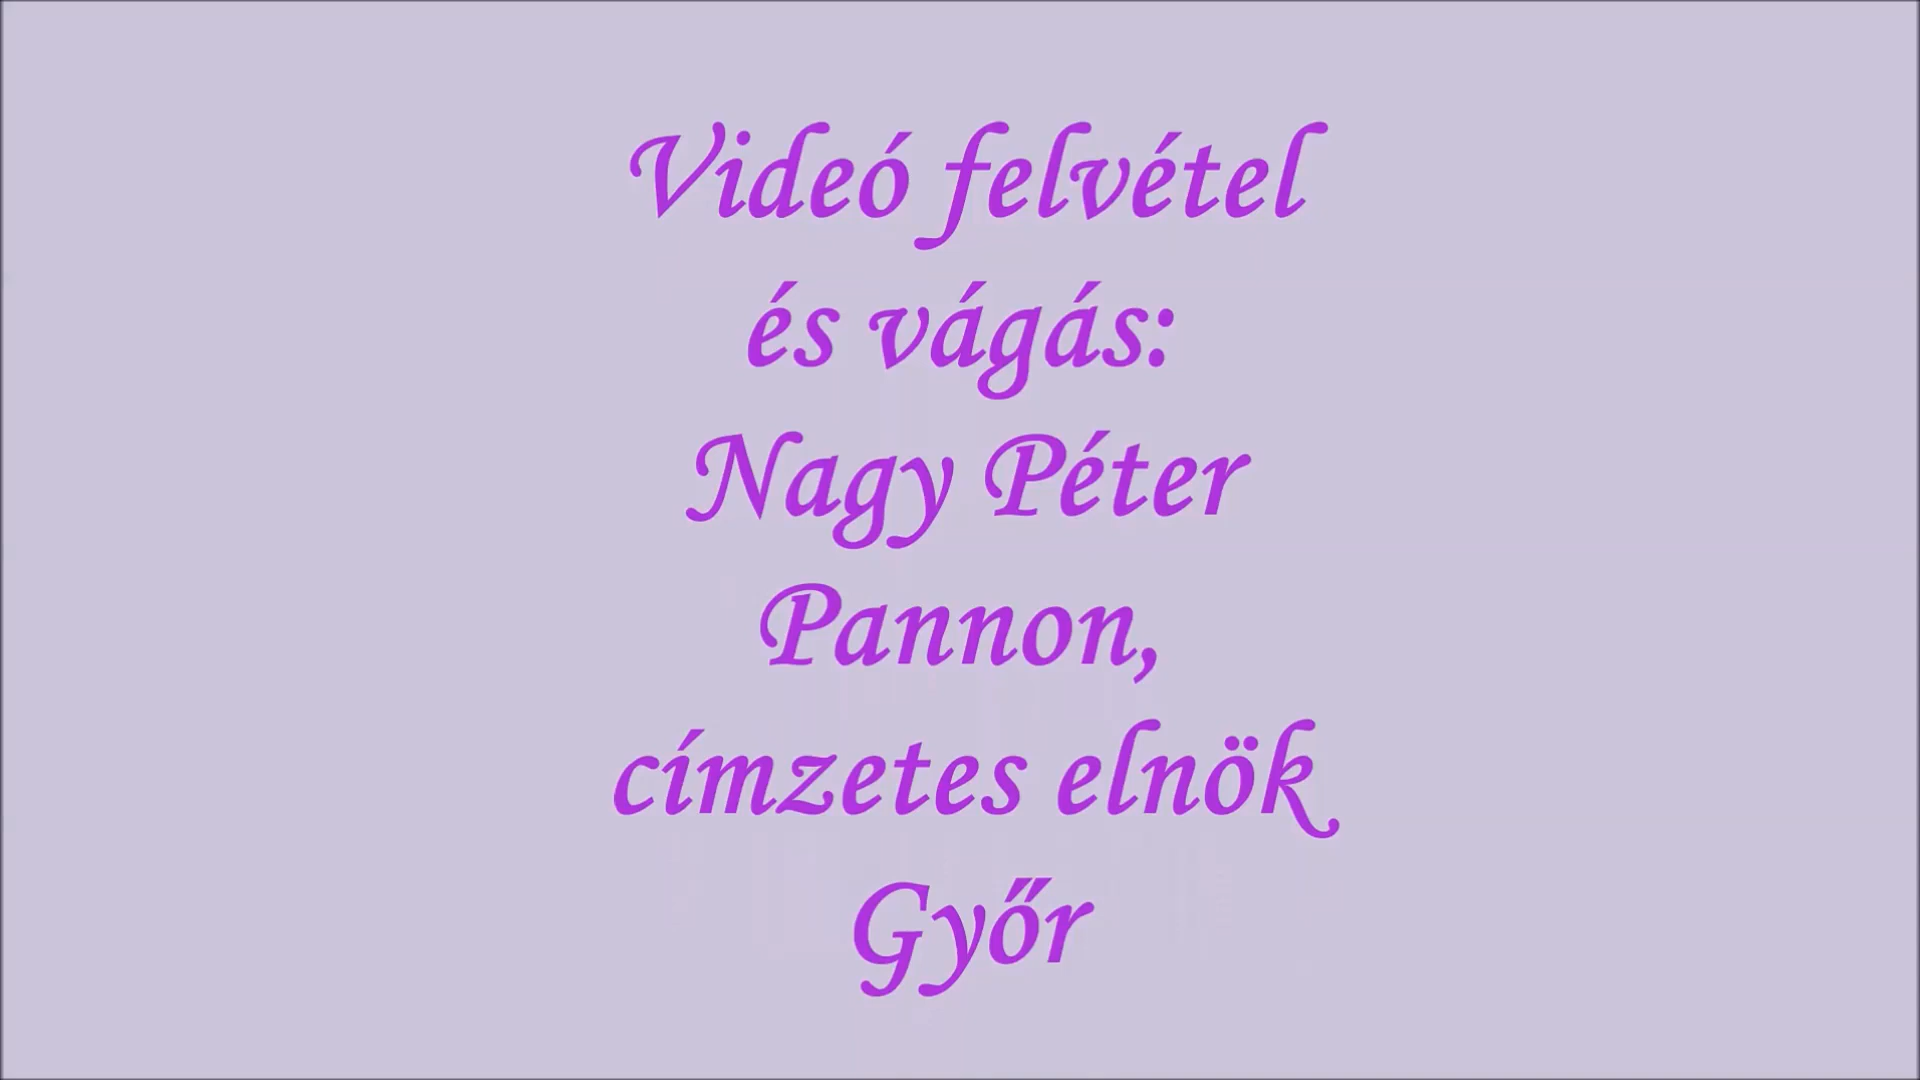 Videó felvétel
és vágás:
Nagy Péter
Pannon,
címzetes elnök
Győr